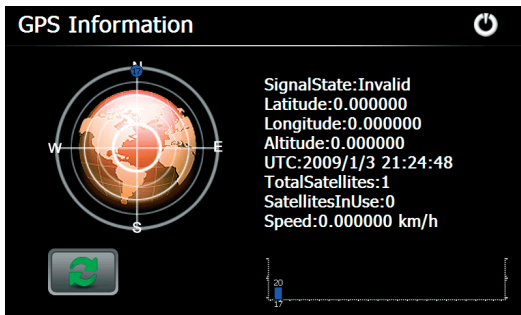 GPS Information
N
17
W
E
S
SignalState:Invalid
Latitude:0.000000
Longitude:0.000000
Altitude:0.000000
UTC:2009/1/3 21:24:48
TotalSatellites:1
SatellitesInUse:0
Speed:0.000000 km/h
20
17